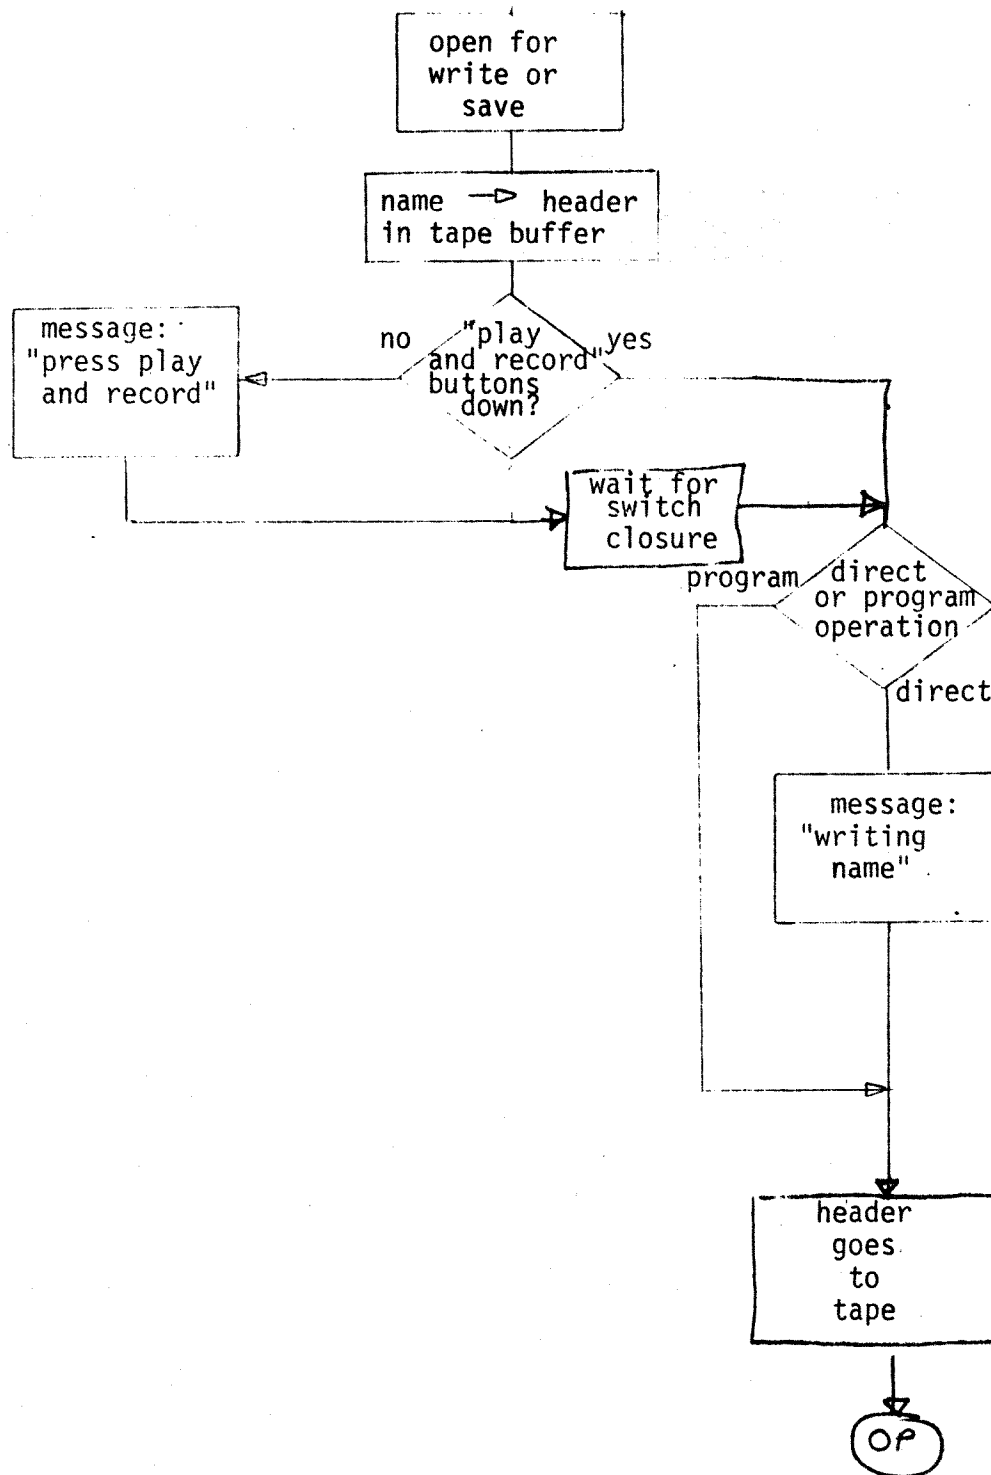 open for
write or
save
name → header
in tape buffer
no
"play
and record"
buttons
down?
yes
message:
"press play
and record"
wait for
switch
closure
program
direct
or program
operation
direct
message:
"writing
name"
header
goes
to
tape
OP